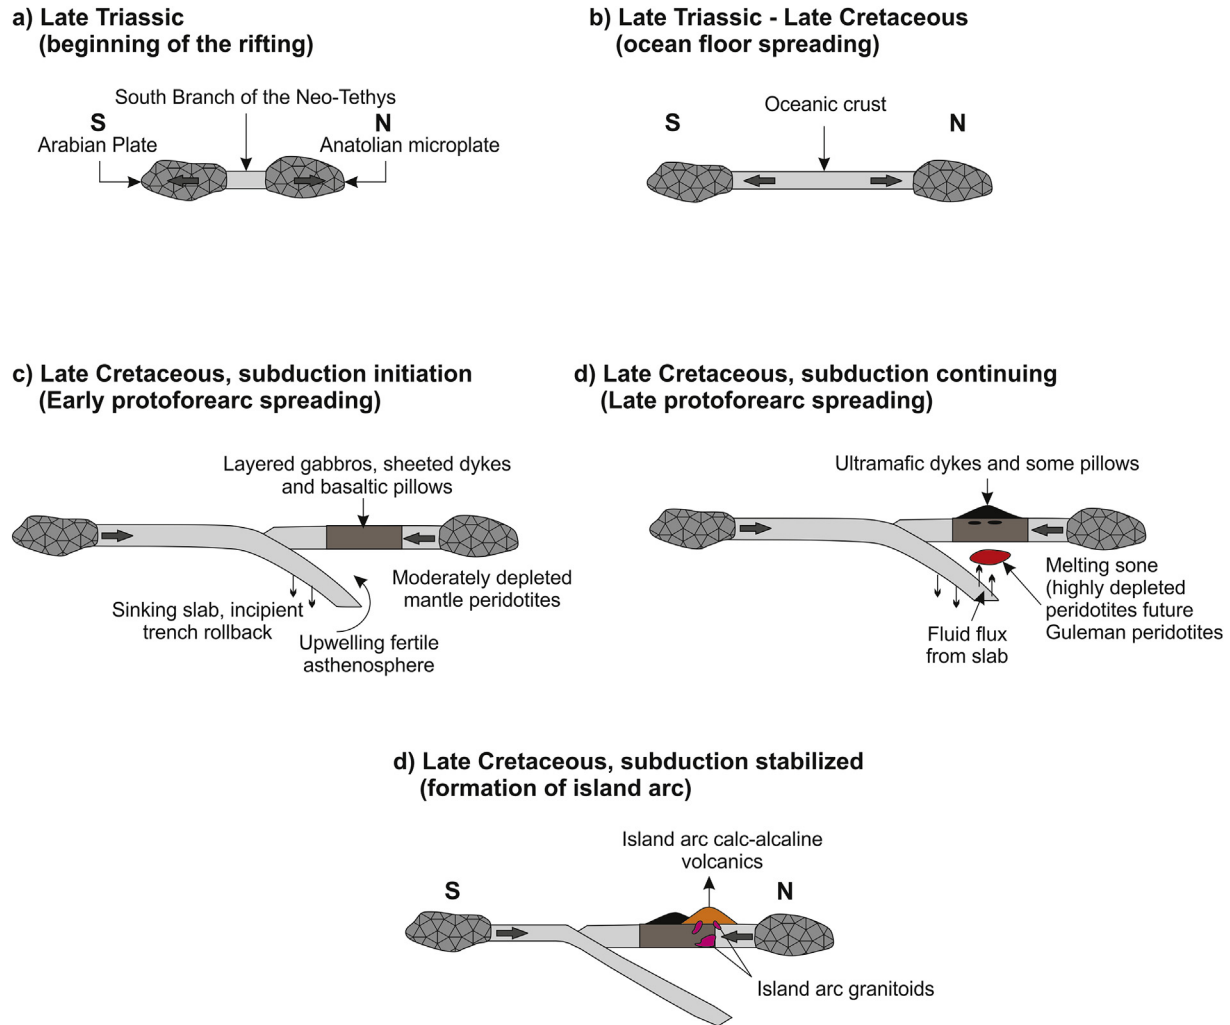 a) Late Triassic
(beginning of the rifting)
South Branch of the Neo-Tethys
S
N
Arabian Plate
Anatolian microplate
b) Late Triassic - Late Cretaceous
(ocean floor spreading)
Oceanic crust
S
N
c) Late Cretaceous, subduction initiation
(Early protoforearc spreading)
Layered gabbros, sheeted dykes
and basaltic pillows
Moderately depleted
mantle peridotites
Sinking slab, incipient
trench rollback
Upwelling fertile
asthenosphere
d) Late Cretaceous, subduction continuing
(Late protoforearc spreading)
Ultramafic dykes and some pillows
Melting sone
(highly depleted
peridotites future
Guleman peridotites
Fluid flux
from slab
d) Late Cretaceous, subduction stabilized
(formation of island arc)
Island arc calc-alcaline
volcanics
S
N
Island arc granitoids